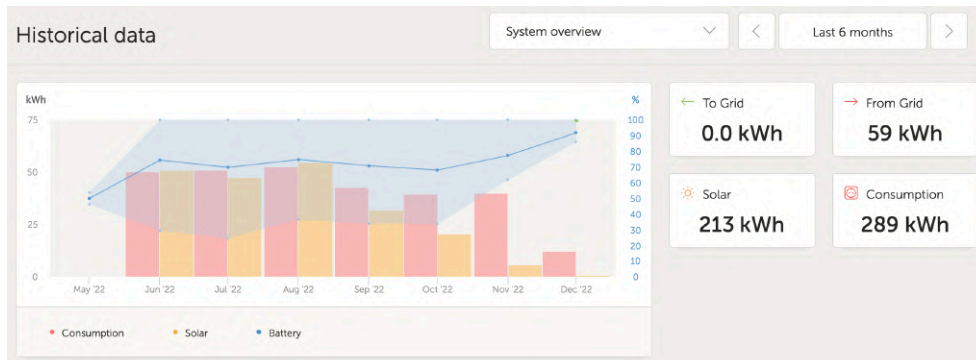 Historical data
System overview
Last 6 months
kWh
%
75
50
25
0
100
90
80
70
60
50
40
30
20
10
0
May '22
Jun '22
Jul '22
Aug '22
Sep '22
Oct '22
Nov '22
Dec '22
Consumption
Solar
Battery
To Grid
0.0 kWh
From Grid
59 kWh
Solar
213 kWh
Consumption
289 kWh